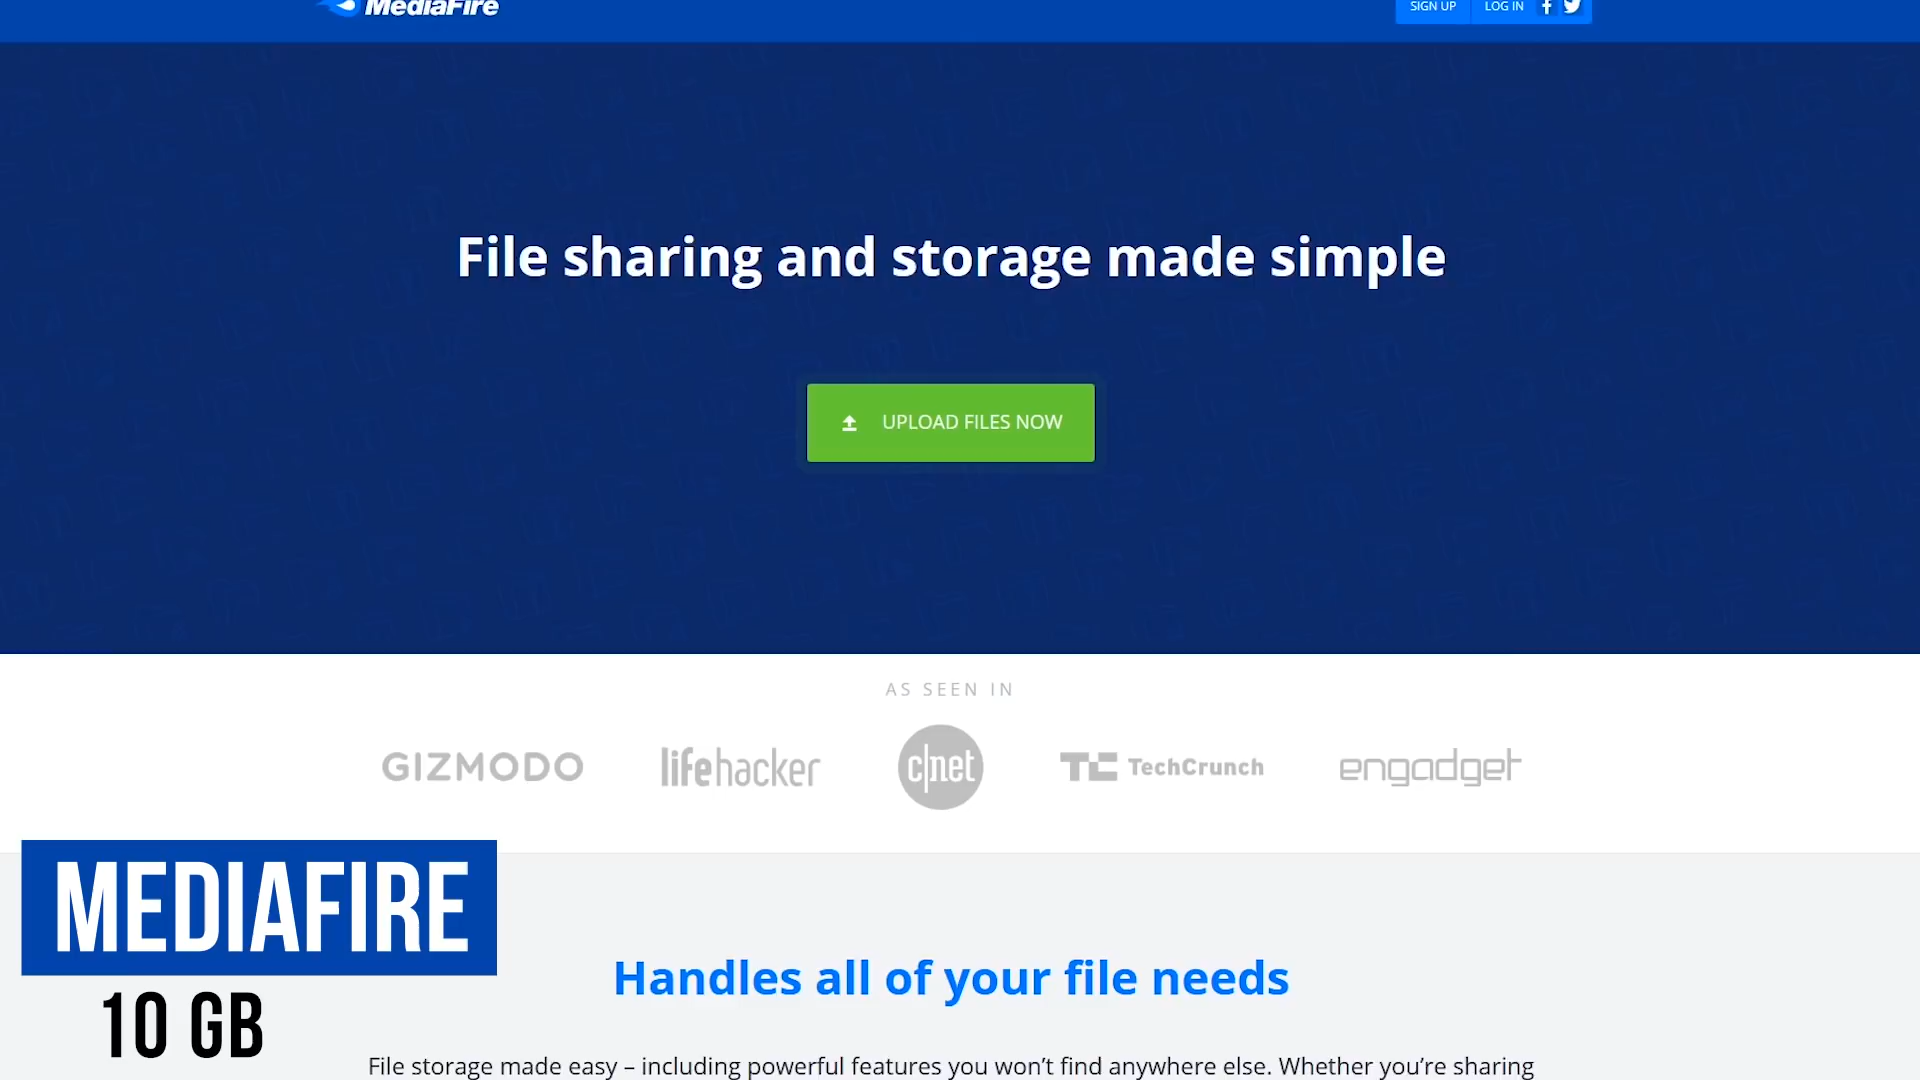 MediaFire
SIGN UP LOG IN
File sharing and storage made simple
UPLOAD FILES NOW
AS SEEN IN
GIZMODO lifehacker c|net TC TechCrunch engadget
MEDIAFIRE
10 GB
Handles all of your file needs
File storage made easy – including powerful features you won’t find anywhere else. Whether you’re sharing